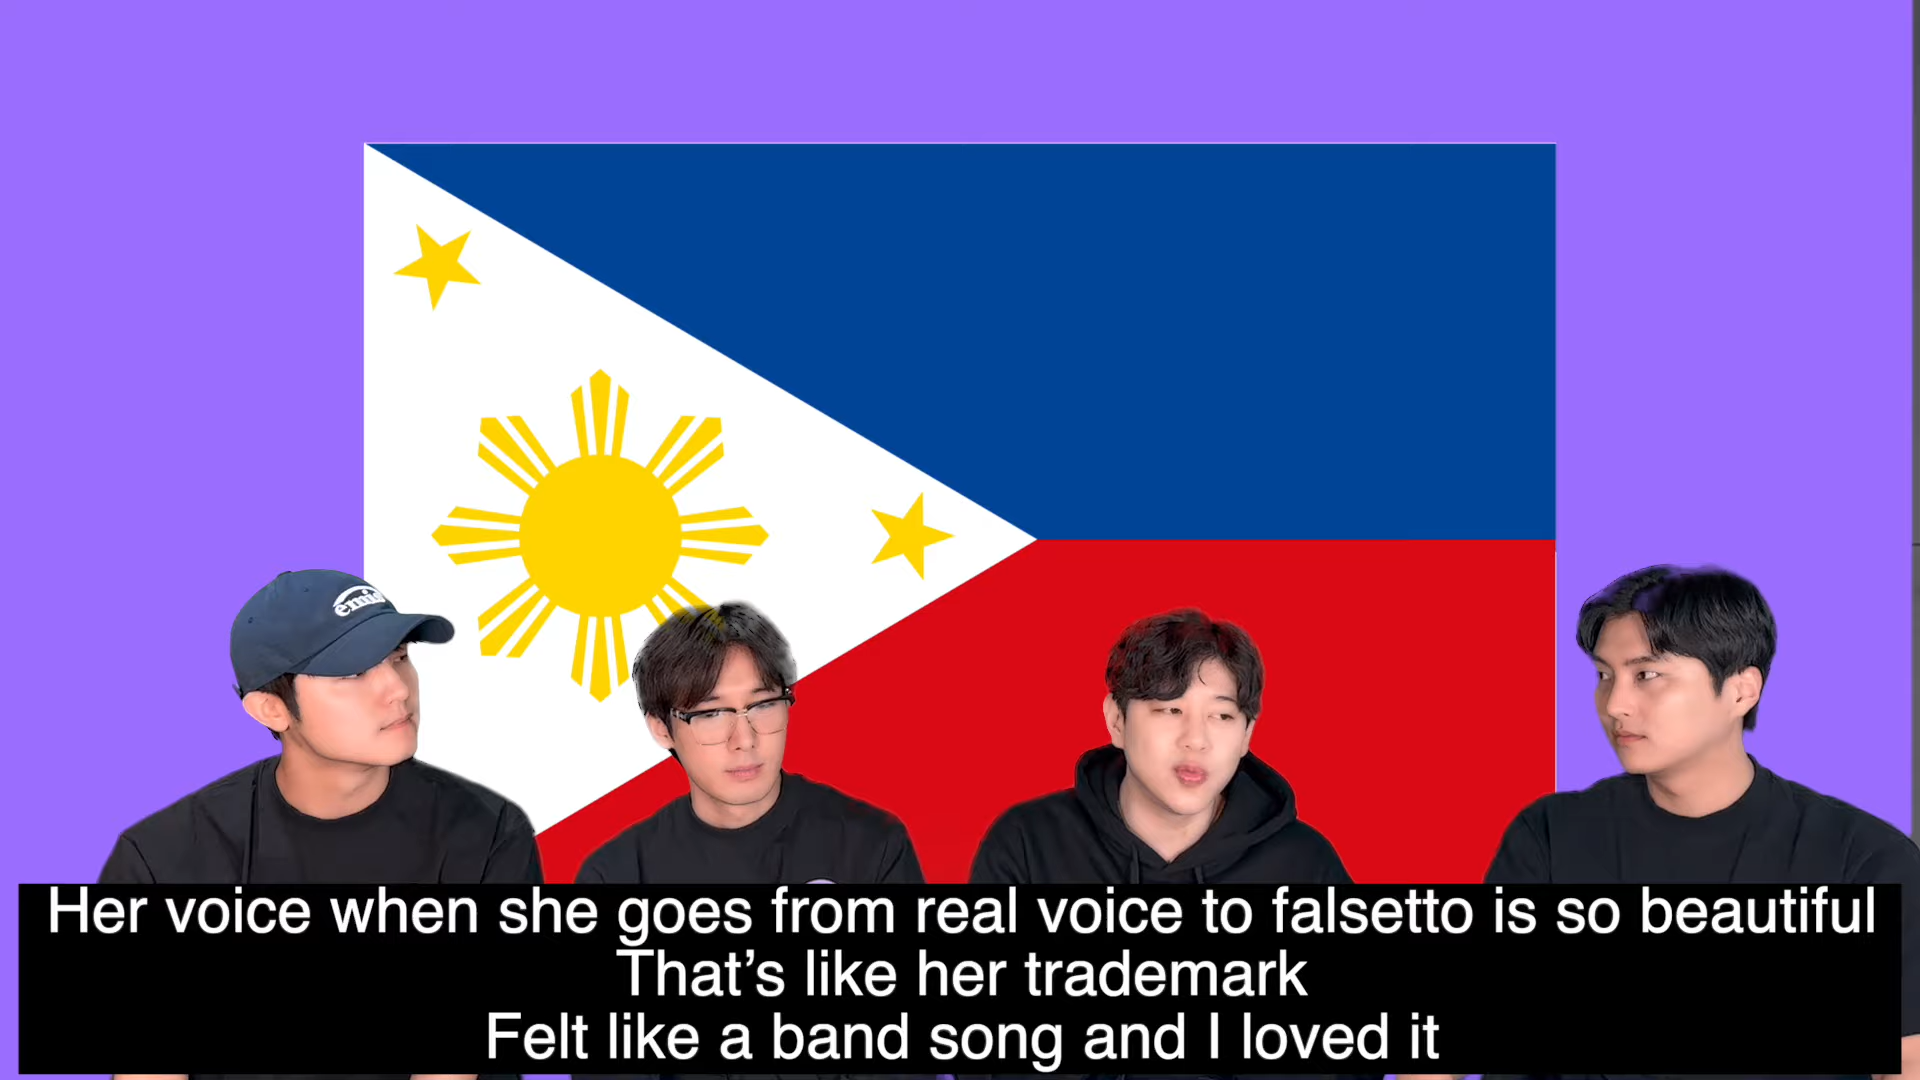 Her voice when she goes from real voice to falsetto is so beautiful
That’s like her trademark
Felt like a band song and I loved it